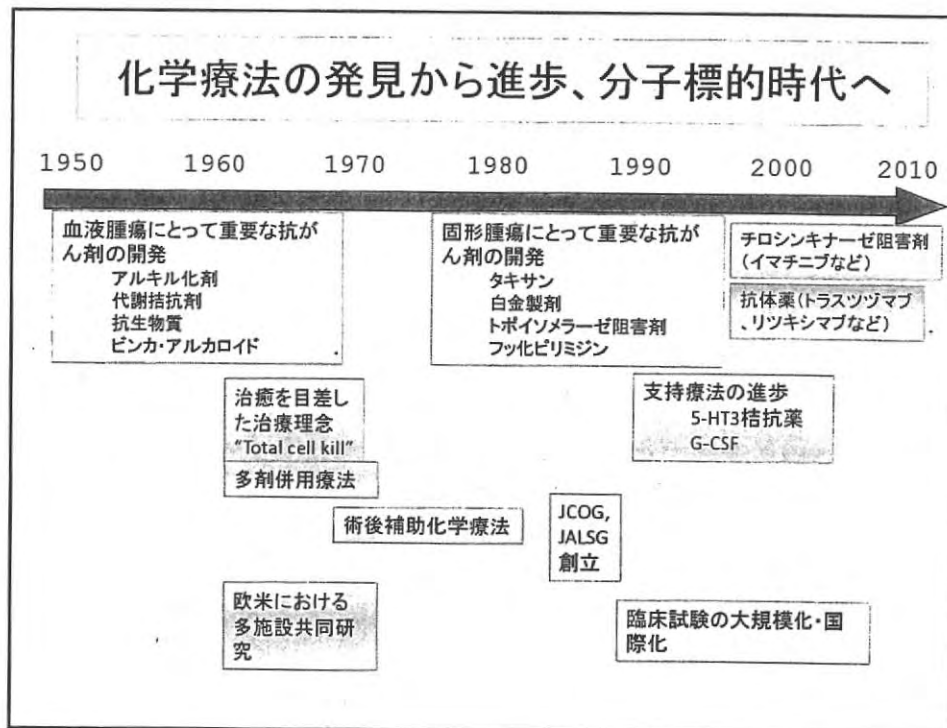 化学療法の発見から進歩、分子標的時代へ
1950 1960 1970 1980 1990 2000 2010
血液腫瘍にとって重要な抗が
ん剤の開発
アルキル化剤
代謝拮抗剤
抗生物質
ビンカ・アルカロイド
固形腫瘍にとって重要な抗が
ん剤の開発
タキサン
白金製剤
トポイソメラーゼ阻害剤
フッ化ピリミジン
チロシンキナーゼ阻害剤
(イマチニブなど)
抗体薬(トラスツヅマブ
、リツキシマブなど)
治癒を目差し
た治療理念
“Total cell kill”
多剤併用療法
支持療法の進歩
5-HT3桔抗薬
G-CSF
術後補助化学療法
JCOG,
JALSG
創立
欧米における
多施設共同研
究
臨床試験の大規模化・国
際化